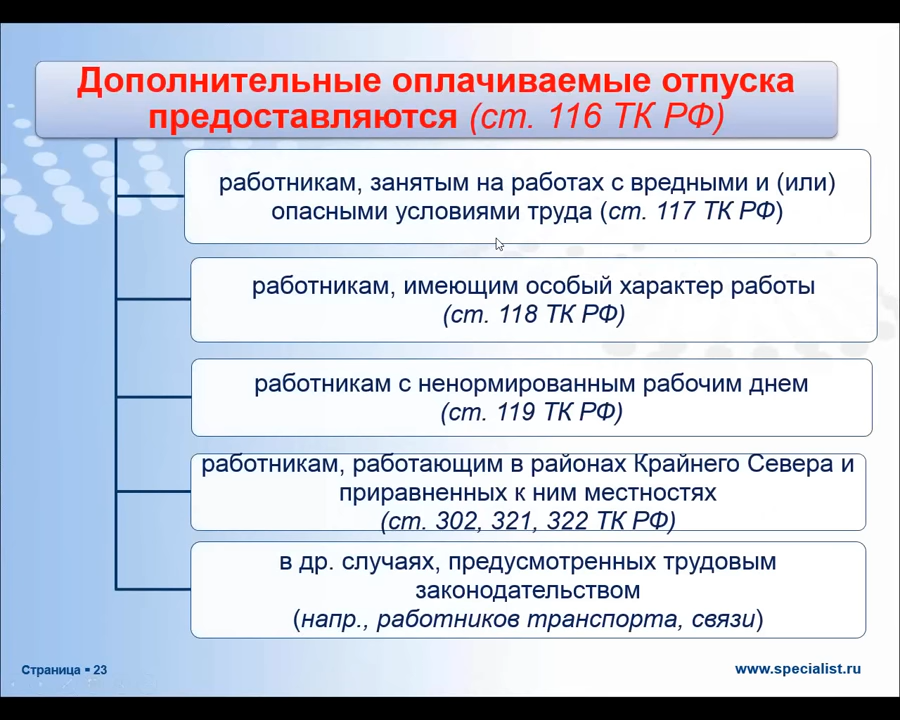 Дополнительные оплачиваемые отпуска
предоставляются (ст. 116 ТК РФ)
работникам, занятым на работах с вредными и (или)
опасными условиями труда (ст. 117 ТК РФ)
работникам, имеющим особый характер работы
(ст. 118 ТК РФ)
работникам с ненормированным рабочим днем
(ст. 119 ТК РФ)
работникам, работающим в районах Крайнего Севера и
приравненных к ним местностях
(ст. 302, 321, 322 ТК РФ)
в др. случаях, предусмотренных трудовым
законодательством
(напр., работников транспорта, связи)
Страница ▪ 23
www.specialist.ru